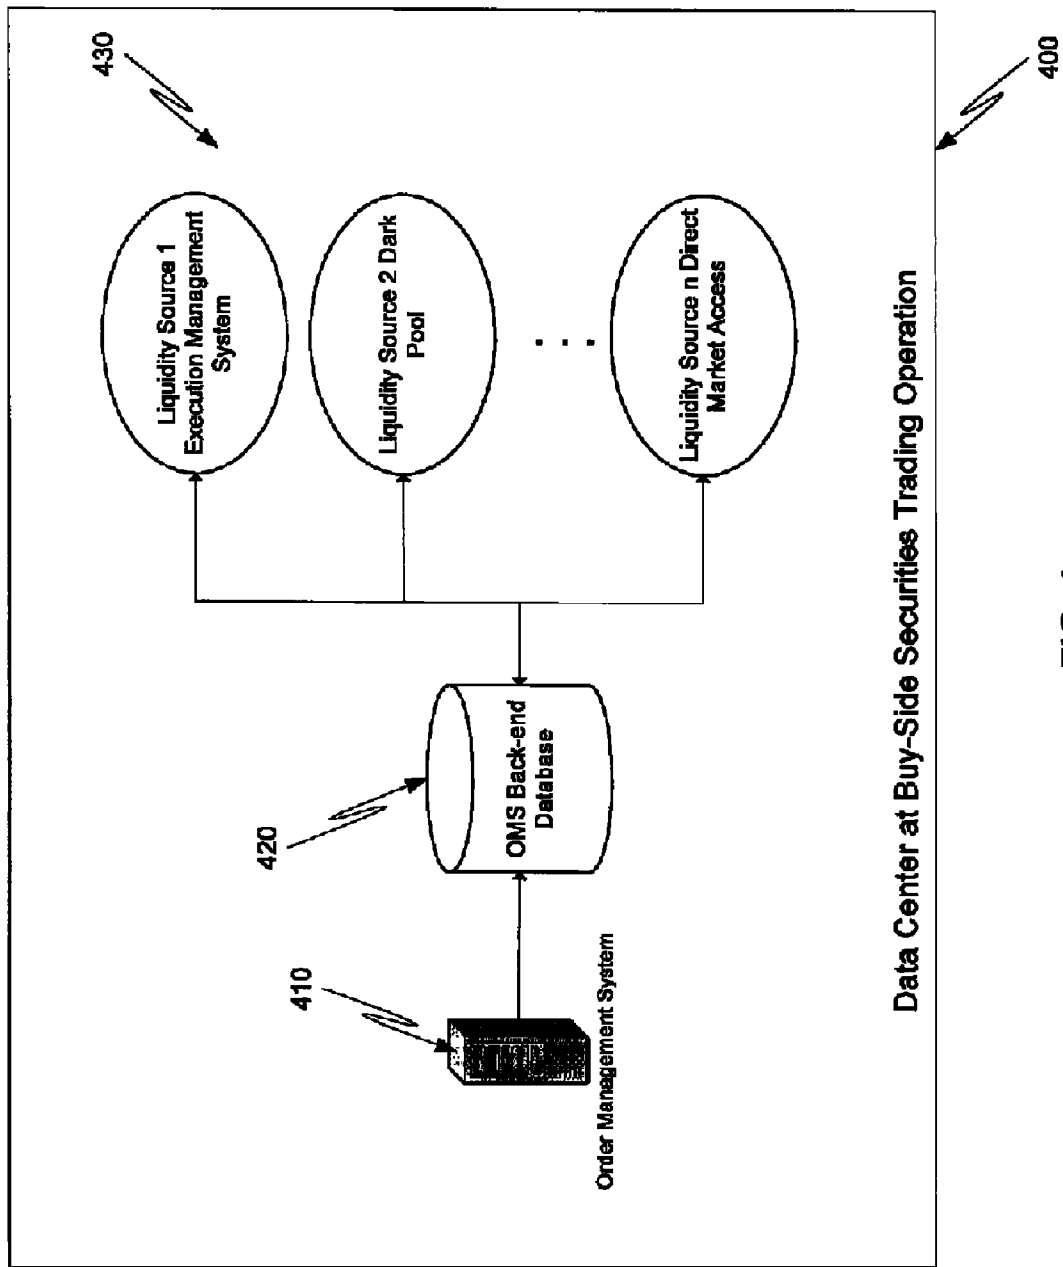 430
Liquidity Source 1
Execution Management
System
Liquidity Source 2 Dark
Pool
. . .
Liquidity Source n Direct
Market Access
420
OMS Back-end
Database
410
Order Management System
Data Center at Buy-Side Securities Trading Operation
400